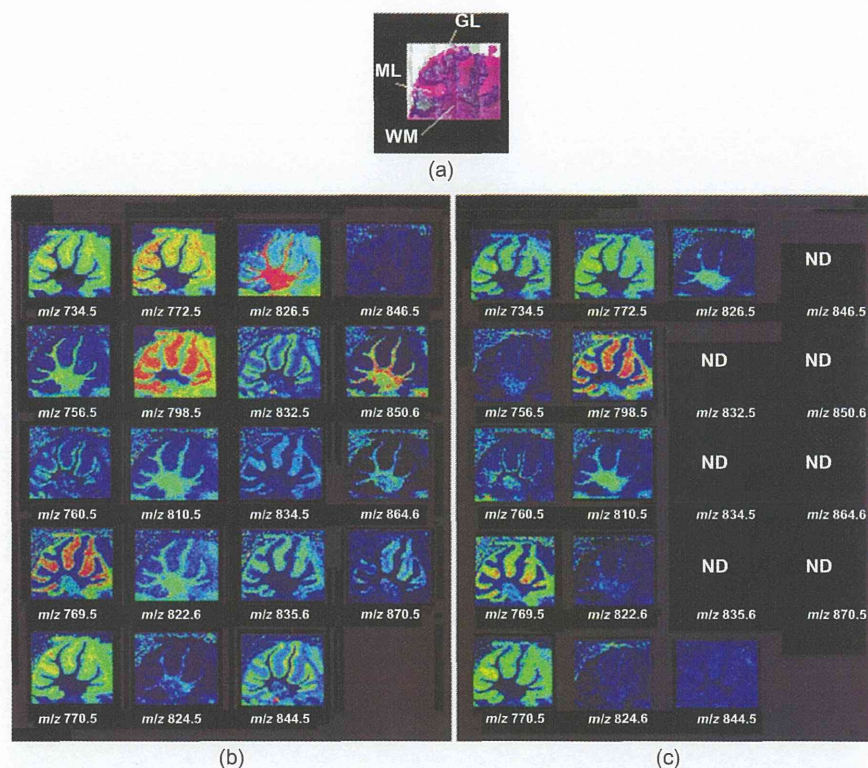 GL
ML
WM
(a)
m/z 734.5 m/z 772.5 m/z 826.5 m/z 846.5
m/z 756.5 m/z 798.5 m/z 832.5 m/z 850.6
m/z 760.5 m/z 810.5 m/z 834.5 m/z 864.6
m/z 769.5 m/z 822.6 m/z 835.6 m/z 870.5
m/z 770.5 m/z 824.5 m/z 844.5
(b)
ND
m/z 734.5 m/z 772.5 m/z 826.5 m/z 846.5
ND ND
m/z 756.5 m/z 798.5 m/z 832.5 m/z 850.6
ND ND
m/z 760.5 m/z 810.5 m/z 834.5 m/z 864.6
ND ND
m/z 769.5 m/z 822.6 m/z 835.6 m/z 870.5
m/z 770.5 m/z 824.6 m/z 844.5
(c)